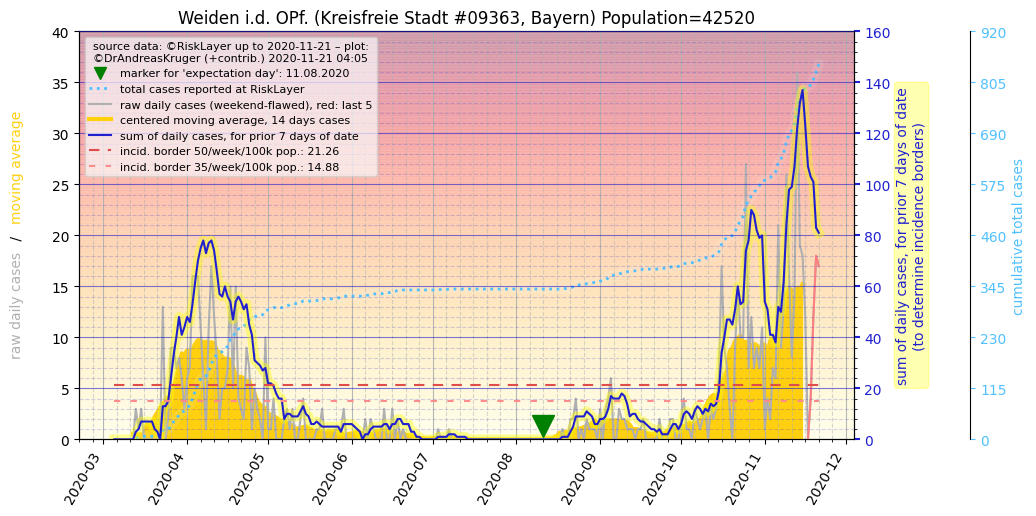 Weiden i.d. OPf. (Kreisfreie Stadt #09363, Bayern) Population=42520
source data: ©RiskLayer up to 2020-11-21 – plot:
©DrAndreasKruger (+contrib.) 2020-11-21 04:05
marker for 'expectation day': 11.08.2020
total cases reported at RiskLayer
raw daily cases (weekend-flawed), red: last 5
centered moving average, 14 days cases
sum of daily cases, for prior 7 days of date
incid. border 50/week/100k pop.: 21.26
incid. border 35/week/100k pop.: 14.88
raw daily cases / moving average
40
35
30
25
20
15
10
5
0
2020-03
2020-04
2020-05
2020-06
2020-07
2020-08
2020-09
2020-10
2020-11
2020-12
160
140
120
100
80
60
40
20
0
sum of daily cases, for prior 7 days of date
(to determine incidence borders)
920
805
690
575
460
345
230
115
0
cumulative total cases